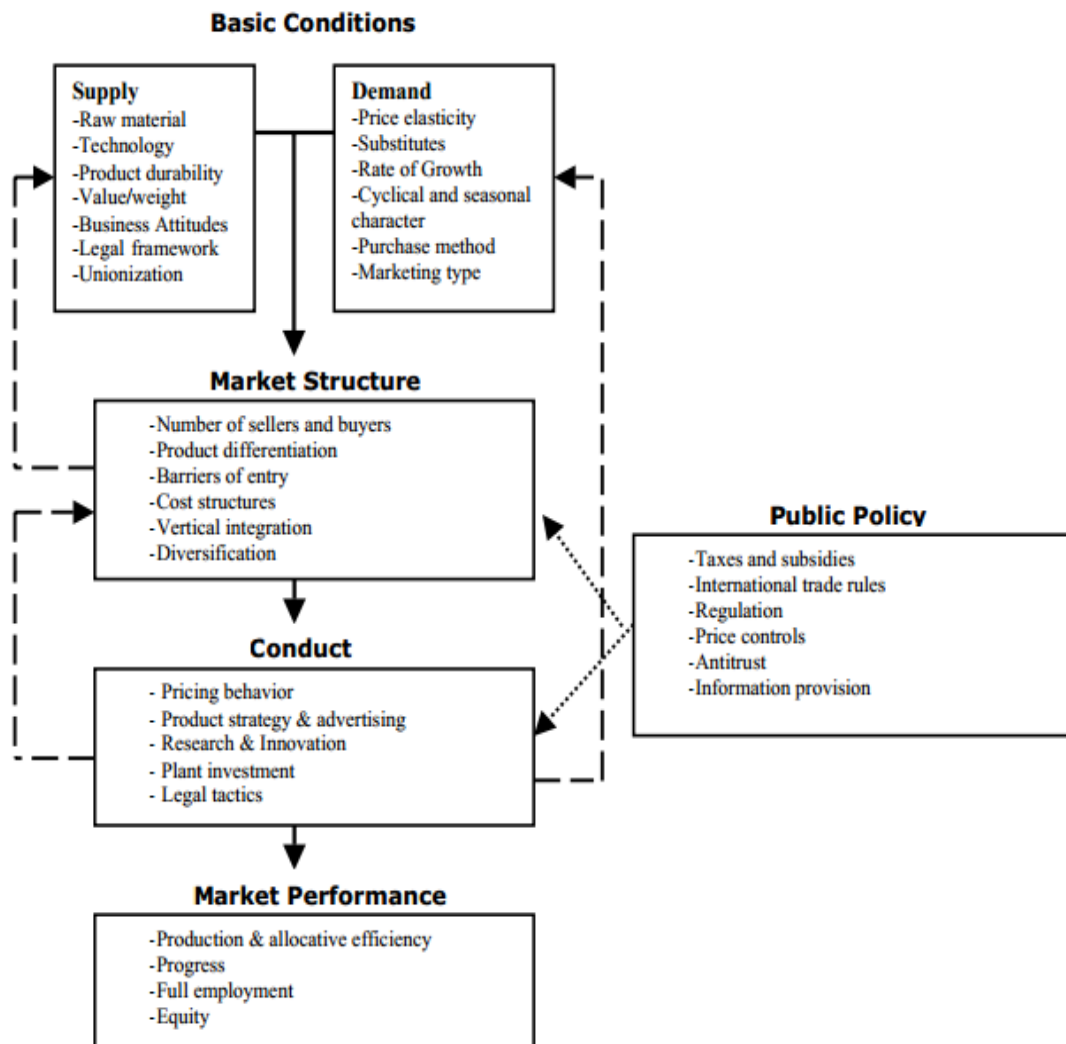 Basic Conditions
Supply
-Raw material
-Technology
-Product durability
-Value/weight
-Business Attitudes
-Legal framework
-Unionization
Demand
-Price elasticity
-Substitutes
-Rate of Growth
-Cyclical and seasonal
character
-Purchase method
-Marketing type
Market Structure
-Number of sellers and buyers
-Product differentiation
-Barriers of entry
-Cost structures
-Vertical integration
-Diversification
Public Policy
-Taxes and subsidies
-International trade rules
-Regulation
-Price controls
-Antitrust
-Information provision
Conduct
- Pricing behavior
- Product strategy & advertising
- Research & Innovation
- Plant investment
- Legal tactics
Market Performance
-Production & allocative efficiency
-Progress
-Full employment
-Equity